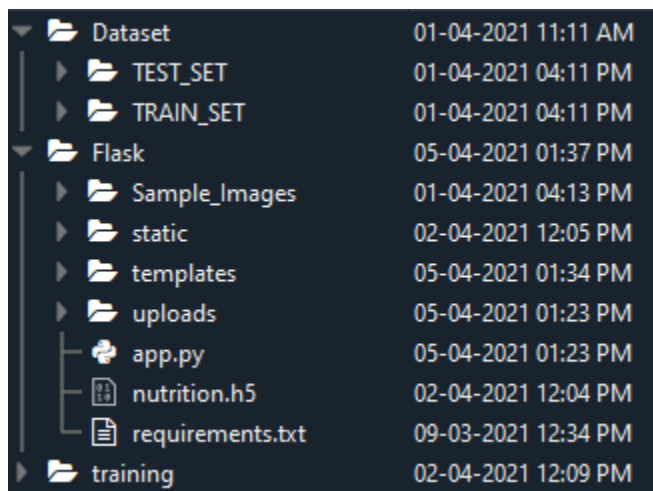 Dataset 01-04-2021 11:11 AM
TEST_SET 01-04-2021 04:11 PM
TRAIN_SET 01-04-2021 04:11 PM
Flask 05-04-2021 01:37 PM
Sample_Images 01-04-2021 04:13 PM
static 02-04-2021 12:05 PM
templates 05-04-2021 01:34 PM
uploads 05-04-2021 01:23 PM
app.py 05-04-2021 01:23 PM
nutrition.h5 02-04-2021 12:04 PM
requirements.txt 09-03-2021 12:34 PM
training 02-04-2021 12:09 PM